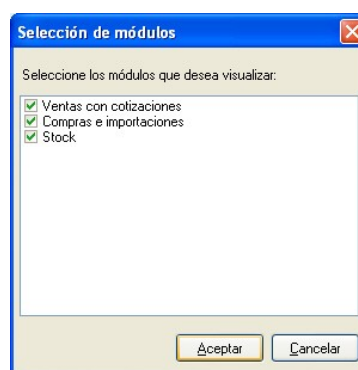 Selección de módulos
Seleccione los módulos que desea visualizar:
Ventas con cotizaciones
Compras e importaciones
Stock
Aceptar
Cancelar